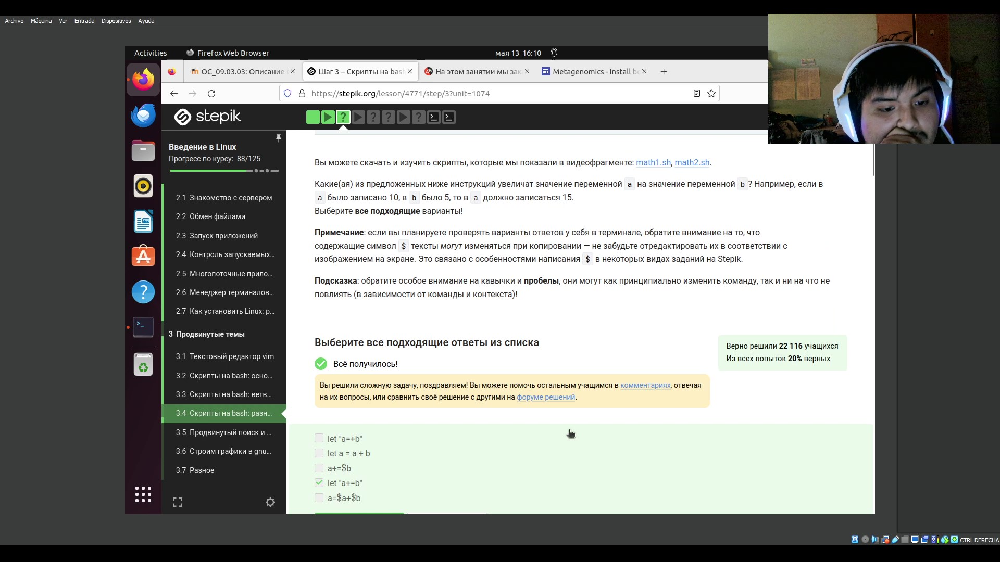 Archivo Máquina Ver Entrada Dispositivos Ayuda
Activities Firefox Web Browser мая 13 16:10
ОС_09.03.03: Описание Шаг 3 – Скрипты на bash На этом занятии мы зак Metagenomics - Install bo
https://stepik.org/lesson/4771/step/3?unit=1074
stepik
Введение в Linux
Прогресс по курсу: 88/125
2.1 Знакомство с сервером
2.2 Обмен файлами
2.3 Запуск приложений
2.4 Контроль запускаемых...
2.5 Многопоточные прило...
2.6 Менеджер терминалов...
2.7 Как установить Linux: р...
3 Продвинутые темы
3.1 Текстовый редактор vim
3.2 Скрипты на bash: осно...
3.3 Скрипты на bash: ветв...
3.4 Скрипты на bash: разн...
3.5 Продвинутый поиск и ...
3.6 Строим графики в gnu...
3.7 Разное
Вы можете скачать и изучить скрипты, которые мы показали в видеофрагменте: math1.sh, math2.sh.
Какие(ая) из предложенных ниже инструкций увеличат значение переменной a на значение переменной b? Например, если в
a было записано 10, в b было 5, то в a должно записаться 15.
Выберите все подходящие варианты!
Примечание: если вы планируете проверять варианты ответов у себя в терминале, обратите внимание на то, что
содержащие символ $ тексты могут изменяться при копировании — не забудьте отредактировать их в соответствии с
изображением на экране. Это связано с особенностями написания $ в некоторых видах заданий на Stepik.
Подсказка: обратите особое внимание на кавычки и пробелы, они могут как принципиально изменить команду, так и ни на что не
повлиять (в зависимости от команды и контекста)!
Выберите все подходящие ответы из списка
Верно решили 22 116 учащихся
Из всех попыток 20% верных
Всё получилось!
Вы решили сложную задачу, поздравляем! Вы можете помочь остальным учащимся в комментариях, отвечая
на их вопросы, или сравнить своё решение с другими на форуме решений.
let "a=+b"
let a = a + b
a+=$b
let "a+=b"
a=$a+$b
CTRL DERECHA